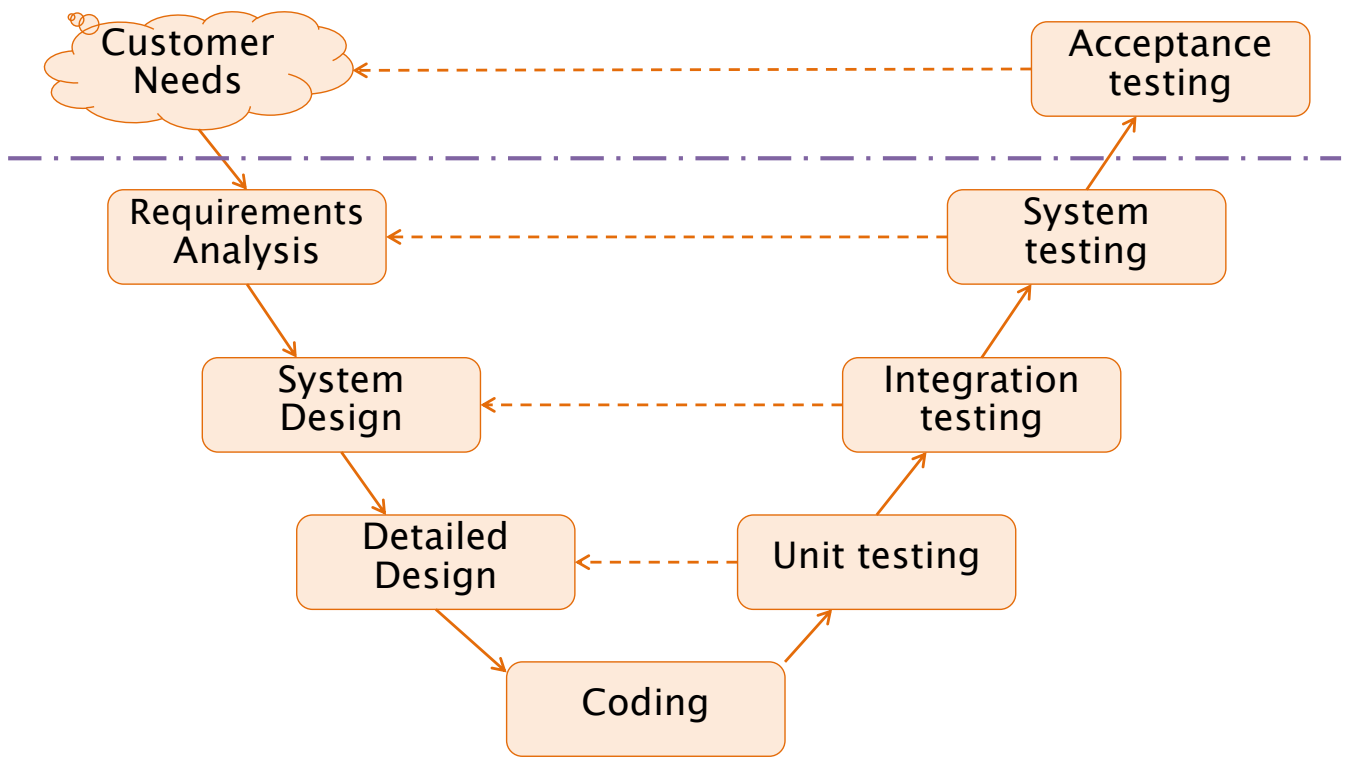 Customer
Needs
Acceptance
testing
Requirements
Analysis
System
testing
System
Design
Integration
testing
Detailed
Design
Unit testing
Coding